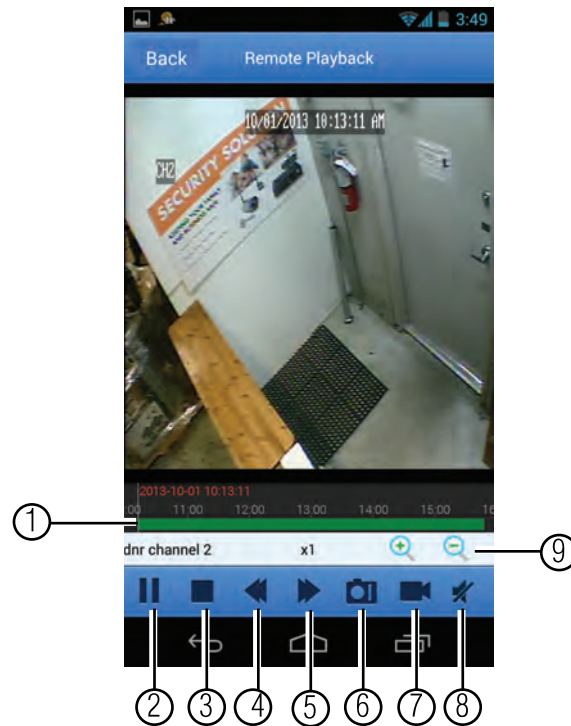 3:49
Back Remote Playback
10/01/2013 10:13:11 AM
CH2
SECURITY SOLUTION
2013-10-01 10:13:11
:00 11:00 12:00 13:00 14:00 15:00 16
1
dnr channel 2 x1
9
2 3 4 5 6 7 8